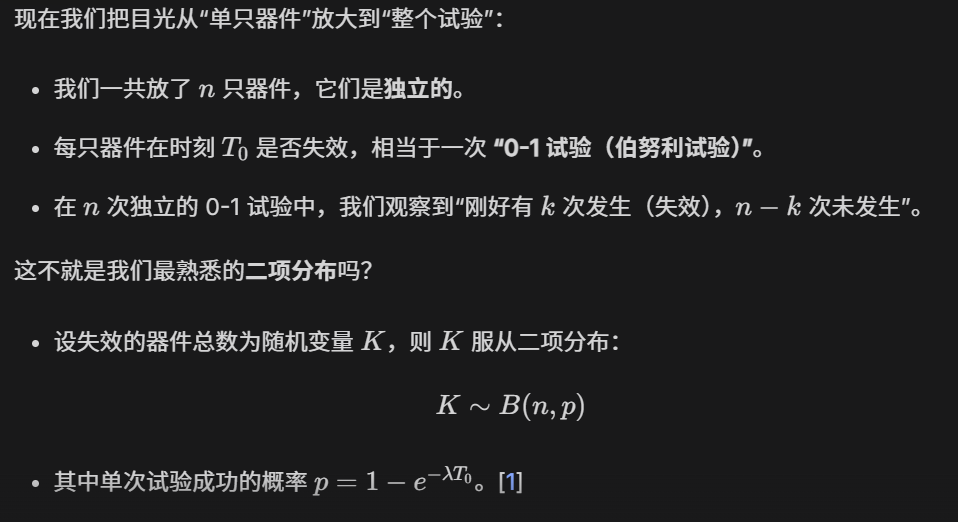 现在我们把目光从“单只器件”放大到“整个试验”：
• 我们一共放了 n 只器件，它们是独立的。
• 每只器件在时刻 T₀ 是否失效，相当于一次 “0-1 试验（伯努利试验）”。
• 在 n 次独立的 0-1 试验中，我们观察到“刚好有 k 次发生（失效），n − k 次未发生”。
这不就是我们最熟悉的二项分布吗？
• 设失效的器件总数为随机变量 K，则 K 服从二项分布：
K ∼ B(n, p)
• 其中单次试验成功的概率 p = 1 − e^{−λT₀}。[1]